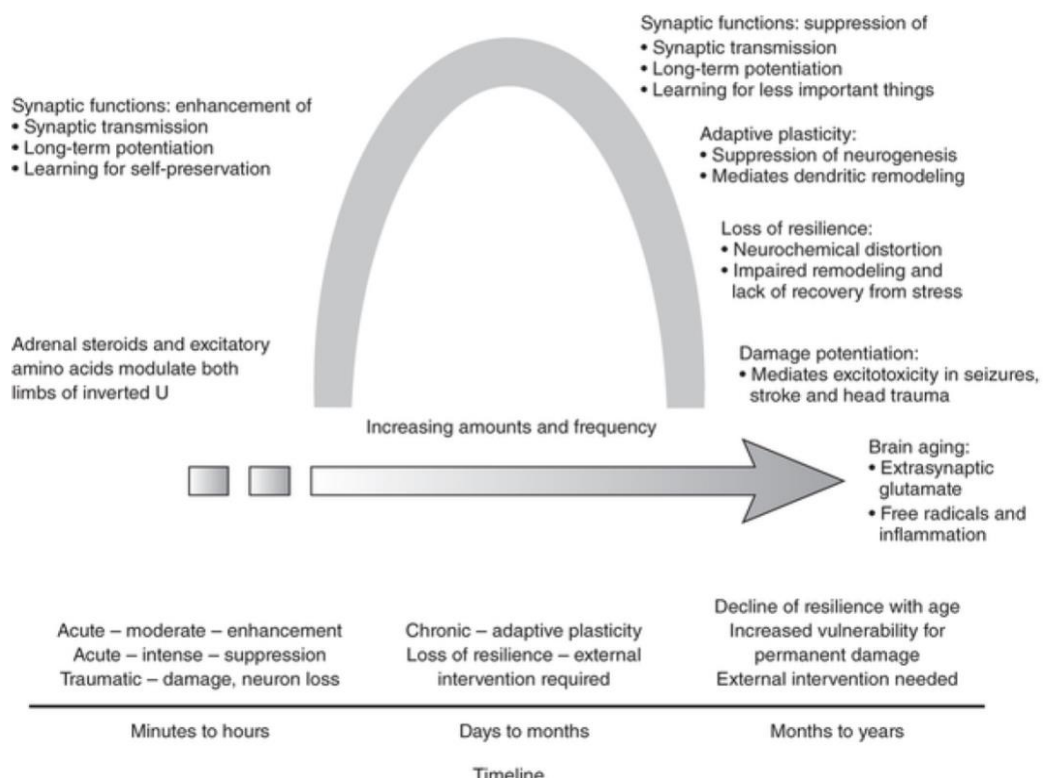 Synaptic functions: suppression of
• Synaptic transmission
• Long-term potentiation
• Learning for less important things
Synaptic functions: enhancement of
• Synaptic transmission
• Long-term potentiation
• Learning for self-preservation
Adaptive plasticity:
• Suppression of neurogenesis
• Mediates dendritic remodeling
Loss of resilience:
• Neurochemical distortion
• Impaired remodeling and
lack of recovery from stress
Adrenal steroids and excitatory
amino acids modulate both
limbs of inverted U
Damage potentiation:
• Mediates excitotoxicity in seizures,
stroke and head trauma
Increasing amounts and frequency
Brain aging:
• Extrasynaptic
glutamate
• Free radicals and
inflammation
Acute – moderate – enhancement
Acute – intense – suppression
Traumatic – damage, neuron loss
Chronic – adaptive plasticity
Loss of resilience – external
intervention required
Decline of resilience with age
Increased vulnerability for
permanent damage
External intervention needed
Minutes to hours
Days to months
Months to years
Timeline